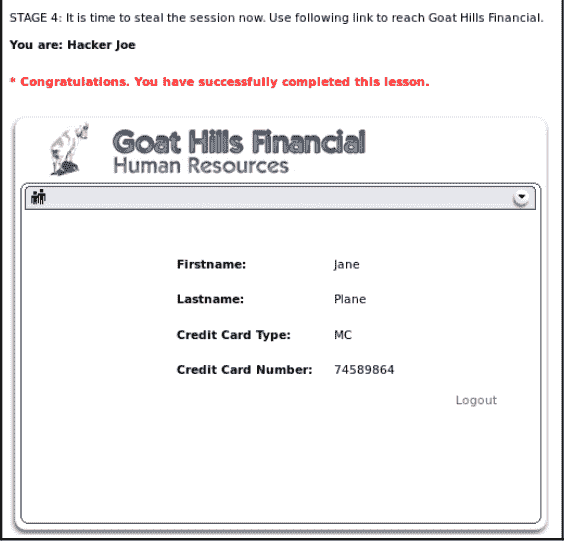 STAGE 4: It is time to steal the session now. Use following link to reach Goat Hills Financial.
You are: Hacker Joe
* Congratulations. You have successfully completed this lesson.
Goat Hills Financial
Human Resources
Firstname: Jane
Lastname: Plane
Credit Card Type: MC
Credit Card Number: 74589864
Logout